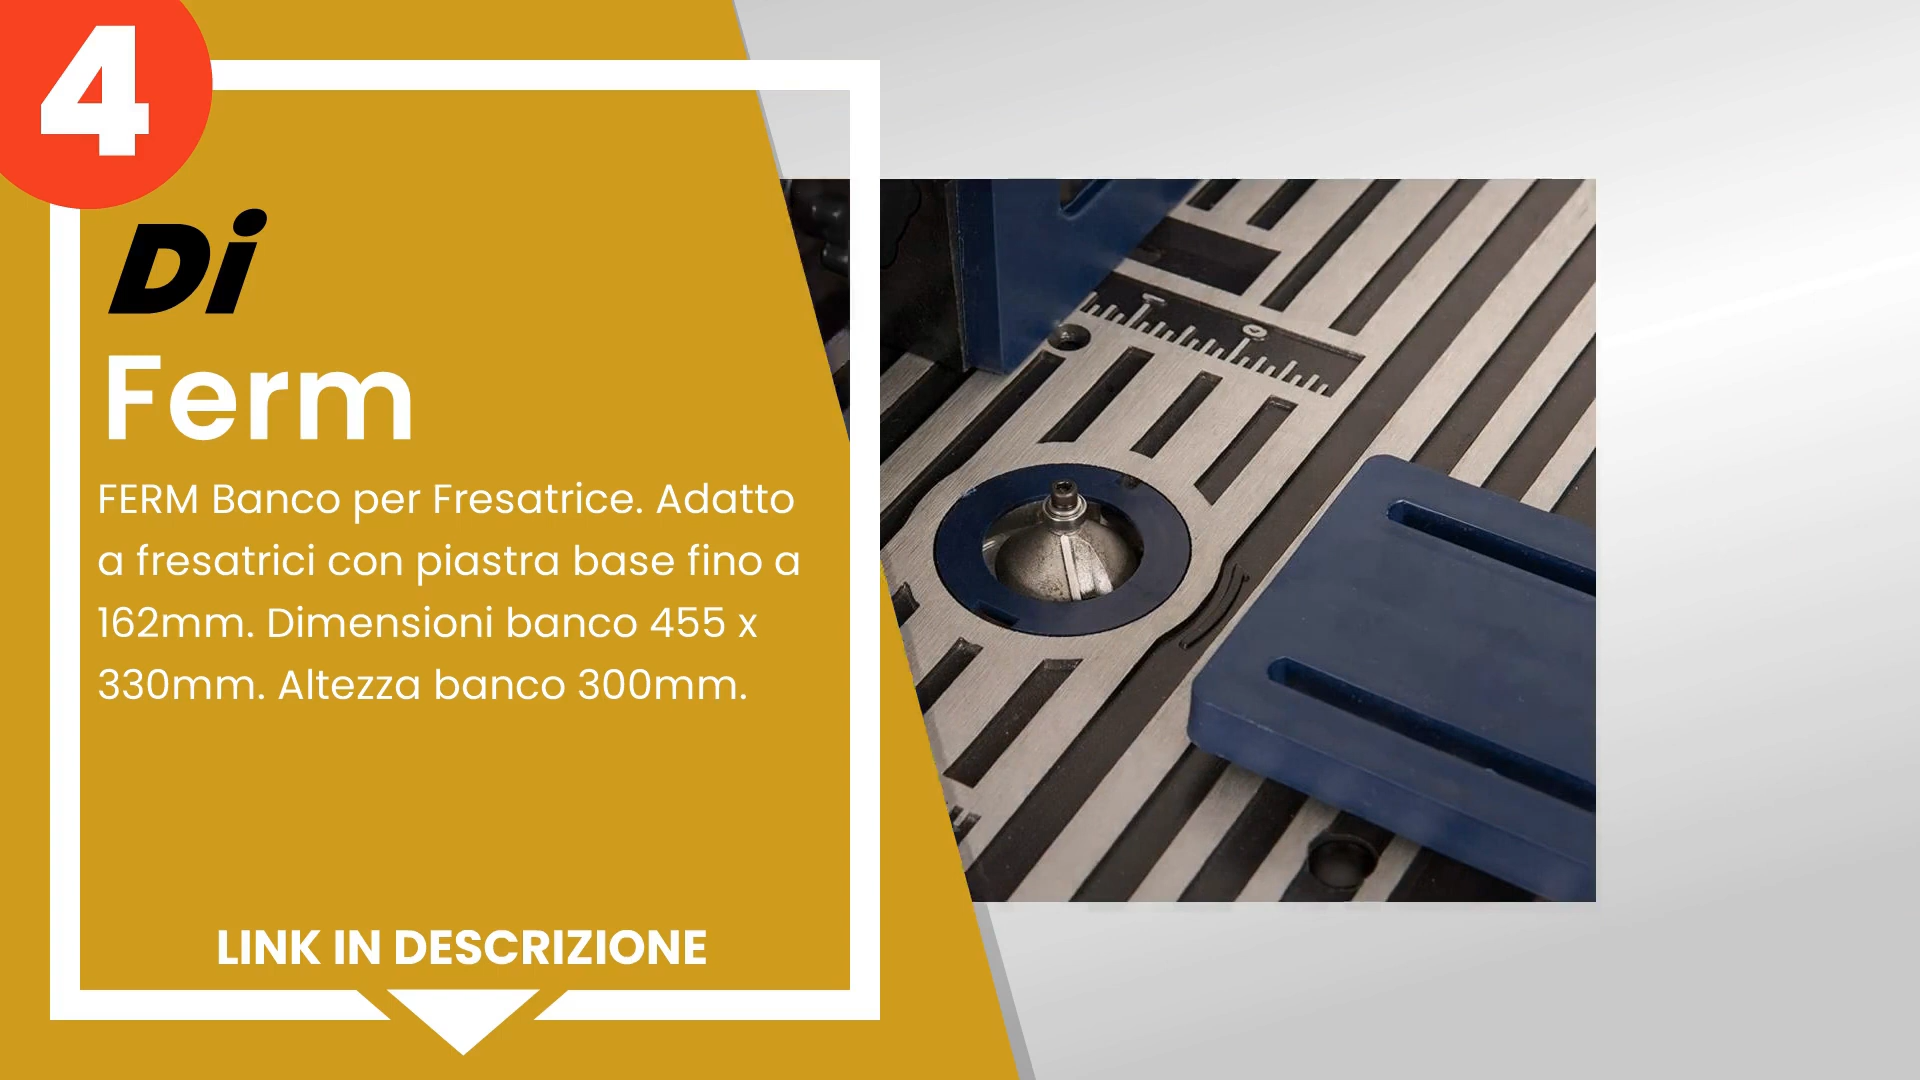 4
Di
Ferm
FERM Banco per Fresatrice. Adatto
a fresatrici con piastra base fino a
162mm. Dimensioni banco 455 x
330mm. Altezza banco 300mm.
LINK IN DESCRIZIONE